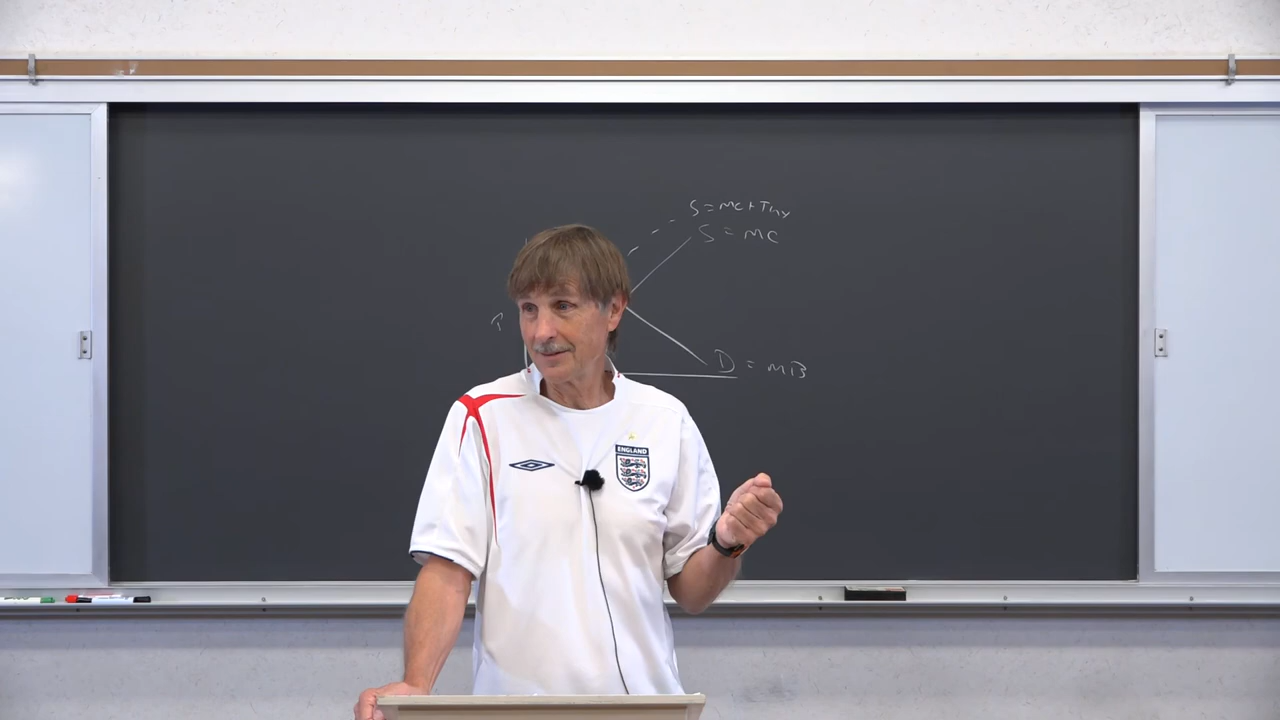 S = MC + Tax
S = MC
P
D = MB
ENGLAND